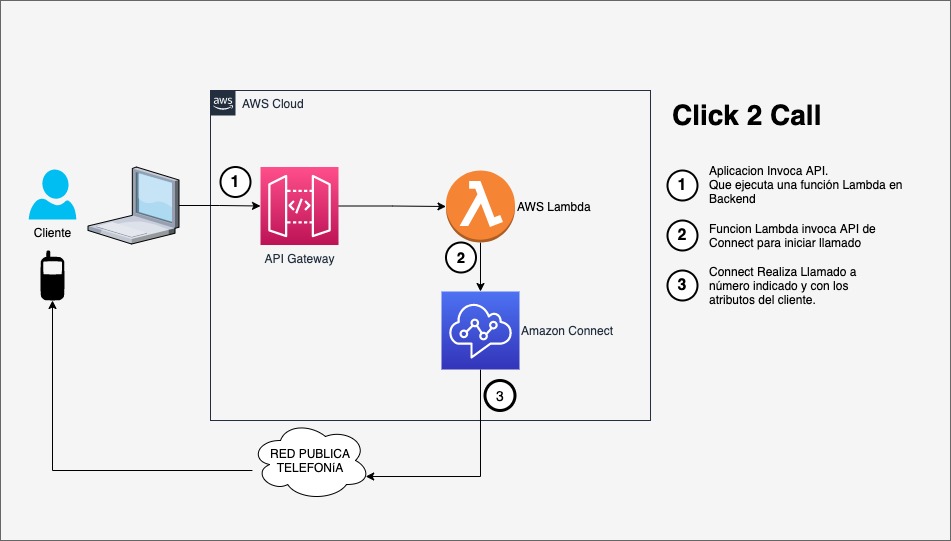 aws
AWS Cloud
Click 2 Call
1
Aplicacion Invoca API.
Que ejecuta una función Lambda en
Backend
2
Funcion Lambda invoca API de
Connect para iniciar llamado
3
Connect Realiza Llamado a
número indicado y con los
atributos del cliente.
Cliente
1
</>
API Gateway
AWS Lambda
2
Amazon Connect
3
RED PUBLICA
TELEFONíA